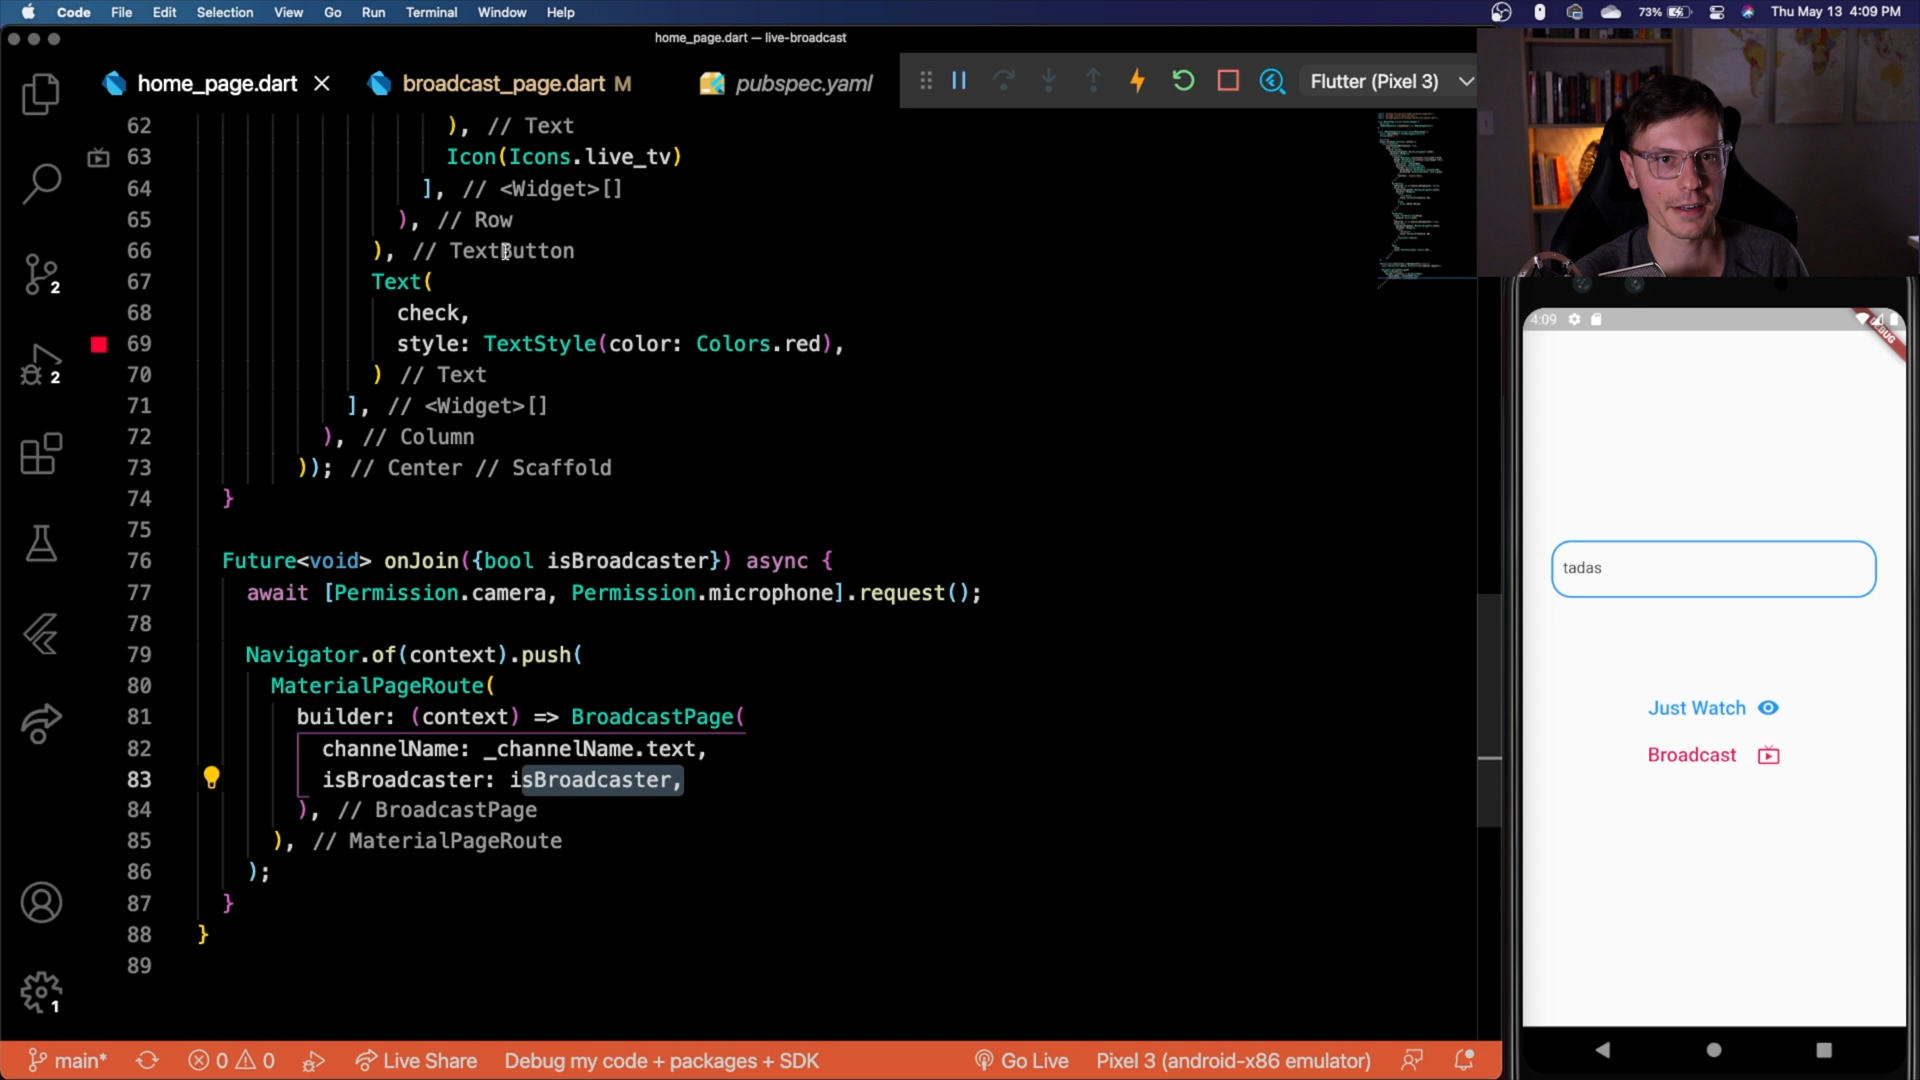 Code File Edit Selection View Go Run Terminal Window Help 73% Thu May 13 4:09 PM
home_page.dart — live-broadcast
home_page.dart broadcast_page.dart M pubspec.yaml Flutter (Pixel 3)
62 ), // Text
63 Icon(Icons.live_tv)
64 ], // <Widget>[]
65 ), // Row
66 ), // TextButton
67 Text(
68 check,
69 style: TextStyle(color: Colors.red),
70 ) // Text
71 ], // <Widget>[]
72 ), // Column
73 )); // Center // Scaffold
74 }
75
76 Future<void> onJoin({bool isBroadcaster}) async {
77 await [Permission.camera, Permission.microphone].request();
78
79 Navigator.of(context).push(
80 MaterialPageRoute(
81 builder: (context) => BroadcastPage(
82 channelName: _channelName.text,
83 isBroadcaster: isBroadcaster,
84 ), // BroadcastPage
85 ), // MaterialPageRoute
86 );
87 }
88 }
89
2
2
1
4:09
DEBUG
tadas
Just Watch
Broadcast
main* 0 0 Live Share Debug my code + packages + SDK Go Live Pixel 3 (android-x86 emulator)